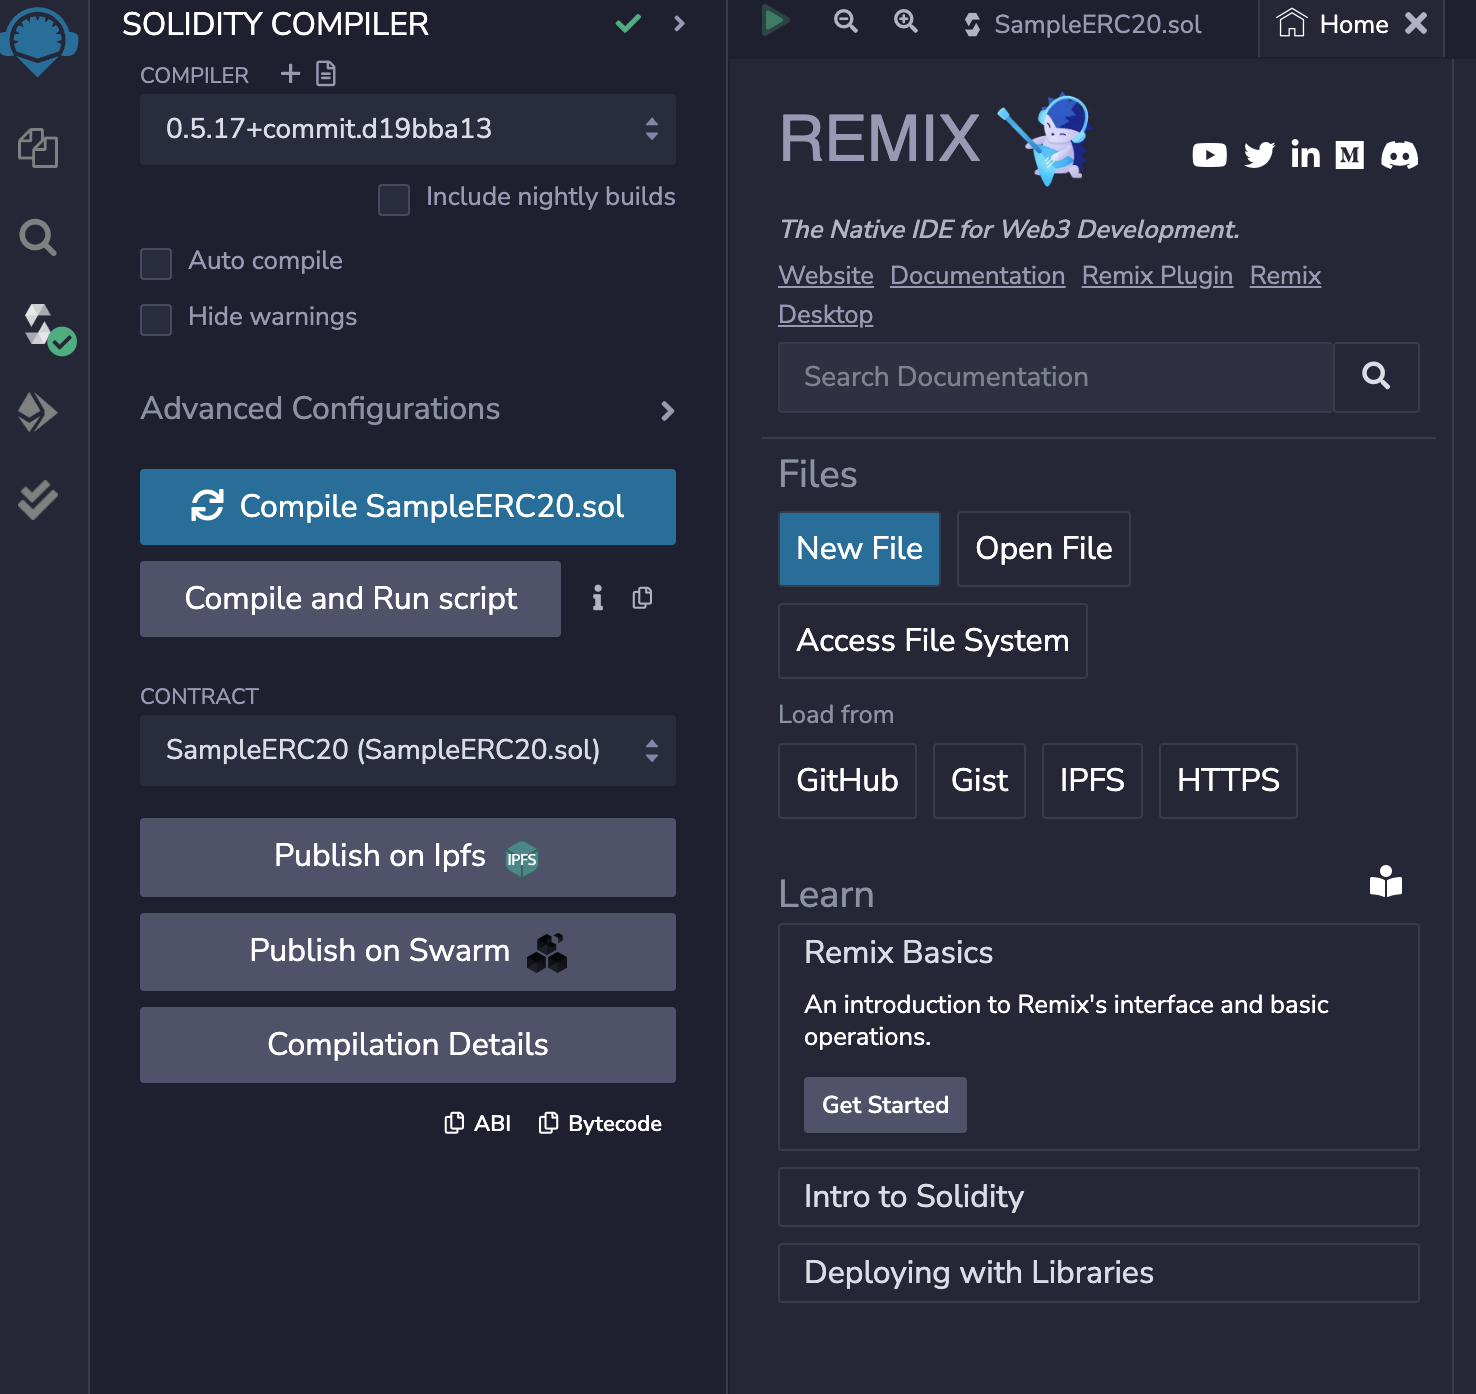 SOLIDITY COMPILER
COMPILER
0.5.17+commit.d19bba13
Include nightly builds
Auto compile
Hide warnings
Advanced Configurations
Compile SampleERC20.sol
Compile and Run script
CONTRACT
SampleERC20 (SampleERC20.sol)
Publish on Ipfs IPFS
Publish on Swarm
Compilation Details
ABI Bytecode
SampleERC20.sol Home
REMIX
in M
The Native IDE for Web3 Development.
Website Documentation Remix Plugin Remix
Desktop
Search Documentation
Files
New File Open File
Access File System
Load from
GitHub Gist IPFS HTTPS
Learn
Remix Basics
An introduction to Remix's interface and basic
operations.
Get Started
Intro to Solidity
Deploying with Libraries